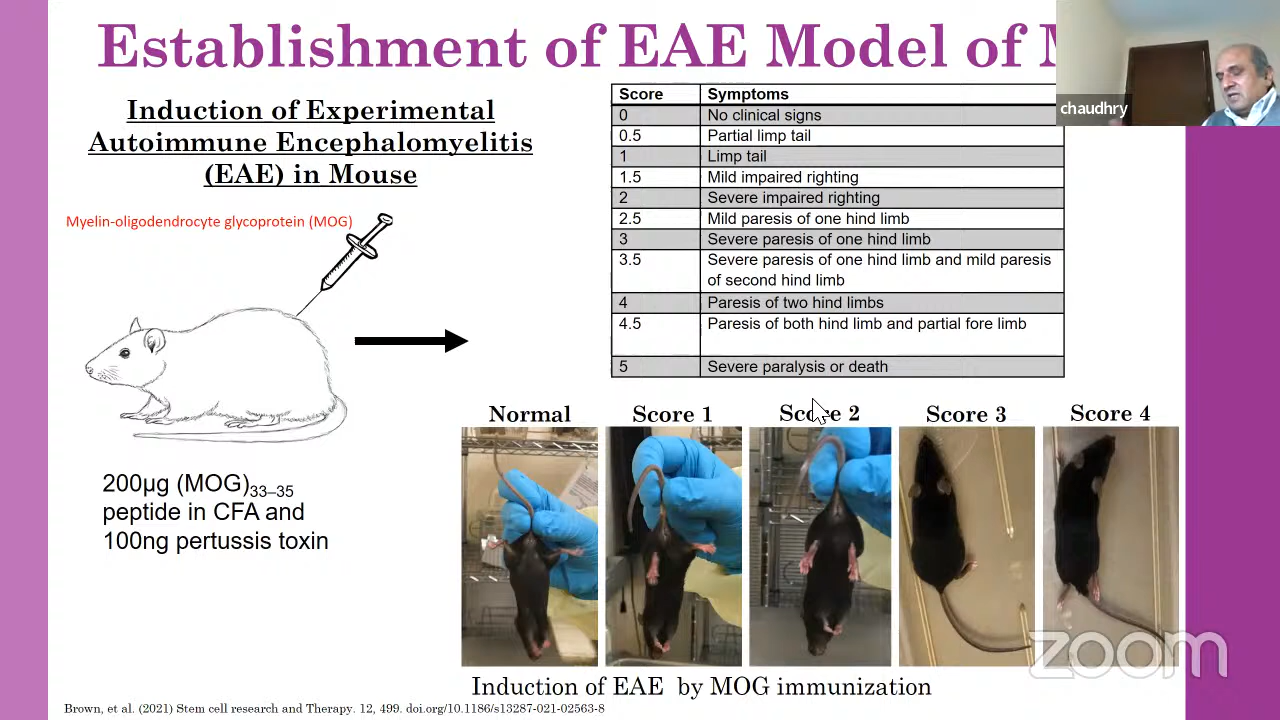 Establishment of EAE Model of
chaudhry
Induction of Experimental
Autoimmune Encephalomyelitis
(EAE) in Mouse
Myelin-oligodendrocyte glycoprotein (MOG)
200µg (MOG)33–35
peptide in CFA and
100ng pertussis toxin
Score Symptoms
0 No clinical signs
0.5 Partial limp tail
1 Limp tail
1.5 Mild impaired righting
2 Severe impaired righting
2.5 Mild paresis of one hind limb
3 Severe paresis of one hind limb
3.5 Severe paresis of one hind limb and mild paresis
of second hind limb
4 Paresis of two hind limbs
4.5 Paresis of both hind limb and partial fore limb
5 Severe paralysis or death
Normal Score 1 Score 2 Score 3 Score 4
zoom
Induction of EAE by MOG immunization
Brown, et al. (2021) Stem cell research and Therapy. 12, 499. doi.org/10.1186/s13287-021-02563-8